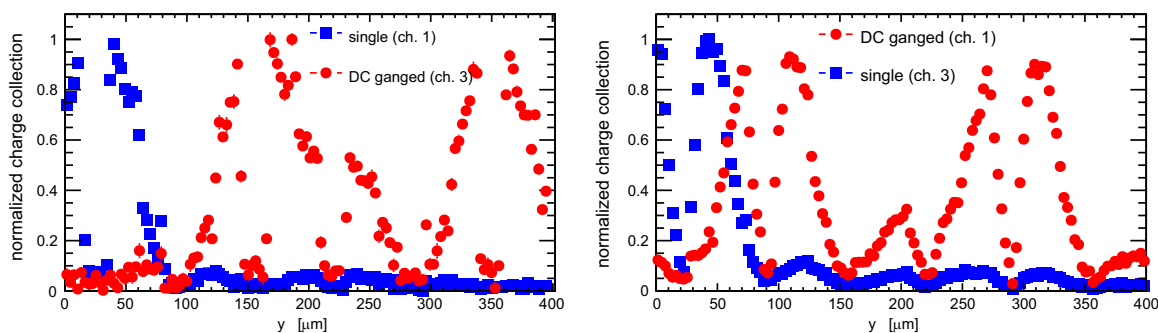 normalized charge collection
1
0.8
0.6
0.4
0.2
0
single (ch. 1)
DC ganged (ch. 3)
0 50 100 150 200 250 300 350 400
y [μm]
normalized charge collection
1
0.8
0.6
0.4
0.2
0
DC ganged (ch. 1)
single (ch. 3)
0 50 100 150 200 250 300 350 400
y [μm]